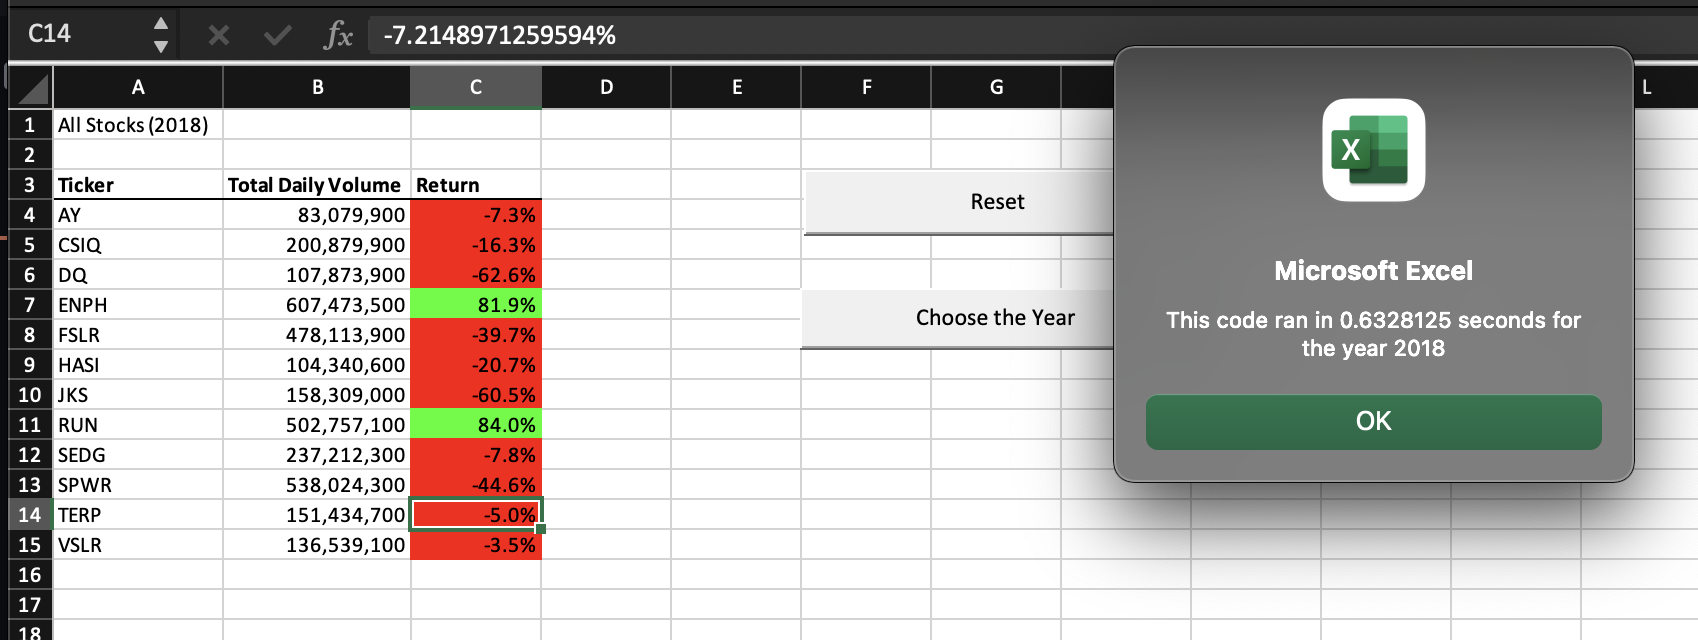 C14 fx -7.2148971259594%
A B C D E F G L
1 All Stocks (2018)
2
3 Ticker Total Daily Volume Return
4 AY 83,079,900 -7.3%
5 CSIQ 200,879,900 -16.3%
6 DQ 107,873,900 -62.6%
7 ENPH 607,473,500 81.9%
8 FSLR 478,113,900 -39.7%
9 HASI 104,340,600 -20.7%
10 JKS 158,309,000 -60.5%
11 RUN 502,757,100 84.0%
12 SEDG 237,212,300 -7.8%
13 SPWR 538,024,300 -44.6%
14 TERP 151,434,700 -5.0%
15 VSLR 136,539,100 -3.5%
16
17
18
Reset
Choose the Year
X
Microsoft Excel
This code ran in 0.6328125 seconds for
the year 2018
OK